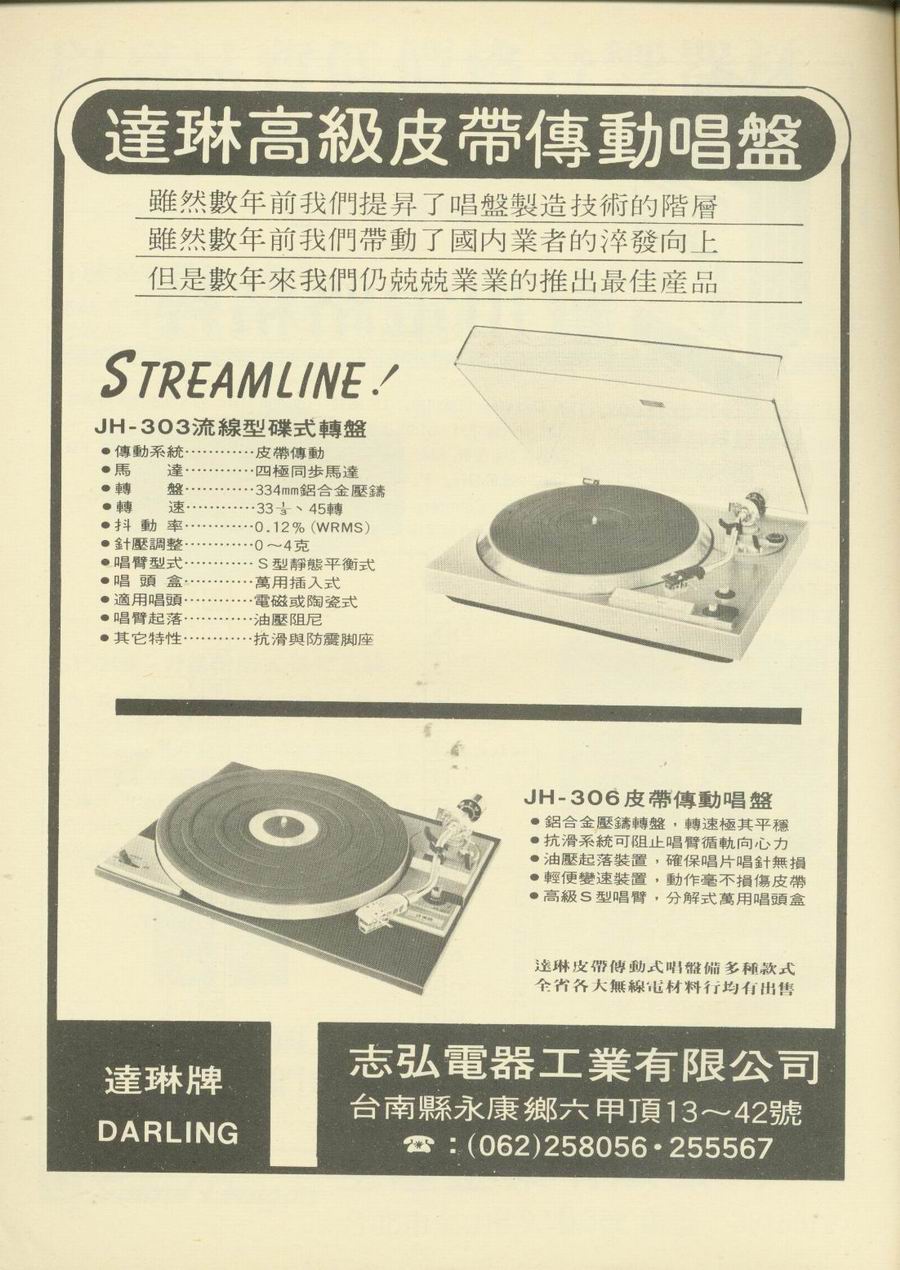 達琳高級皮帶傳動唱盤
雖然數年前我們提昇了唱盤製造技術的階層
雖然數年前我們帶動了國内業者的淬發向上
但是數年來我們仍兢兢業業的推出最佳産品
STREAMLINE!
JH-303流線型碟式轉盤
●傳動系統···········皮帶傳動
●馬　達···········四極同步馬達
●轉　盤···········334mm鋁合金壓鑄
●轉　速···········33⅓、45轉
●抖動率···········0.12%(WRMS)
●針壓調整···········0～4克
●唱臂型式···········S型靜態平衡式
●唱頭盒···········萬用插入式
●適用唱頭···········電磁或陶瓷式
●唱臂起落···········油壓阻尼
●其它特性···········抗滑與防震脚座
JH-306皮帶傳動唱盤
●鋁合金壓鑄轉盤，轉速極其平穩
●抗滑系統可阻止唱臂循軌向心力
●油壓起落裝置，確保唱片唱針無損
●輕便變速裝置，動作毫不損傷皮帶
●高級S型唱臂，分解式萬用唱頭盒
達琳皮帶傳動式唱盤備多種款式
全省各大無線電材料行均有出售
達琳牌
DARLING
志弘電器工業有限公司
台南縣永康鄉六甲頂13～42號
☎：(062)258056·255567